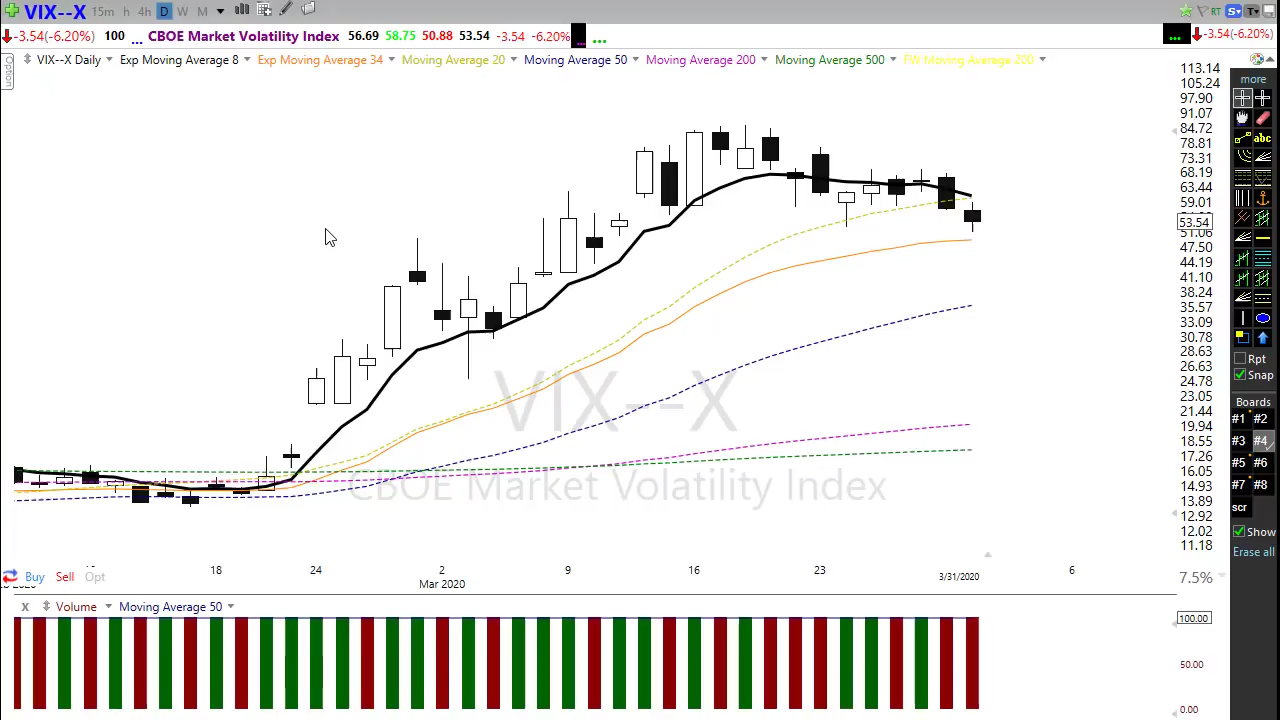 VIX--X 15m h 4h D W M RT S T
-3.54(-6.20%) 100 ... CBOE Market Volatility Index 56.69 58.75 50.88 53.54 -3.54 -6.20% ... ... -3.54(-6.20%)
Option
VIX--X Daily Exp Moving Average 8 Exp Moving Average 34 Moving Average 20 Moving Average 50 Moving Average 200 Moving Average 500 FW Moving Average 200
113.14
105.24
97.90
91.07
84.72
78.81
73.31
68.19
63.44
59.01
53.54
51.06
47.50
44.19
41.10
38.24
35.57
33.09
30.78
28.63
26.63
24.78
23.05
21.44
19.94
18.55
17.26
16.05
14.93
13.89
12.92
12.02
11.18
more
abc
Rpt
Snap
Boards
#1 #2
#3 #4
#5 #6
#7 #8
scr
Show
Erase all
VIX--X
CBOE Market Volatility Index
18 24 2 9 16 23 3/31/2020 6
Mar 2020
Buy Sell Opt
7.5%
X Volume Moving Average 50
100.00
50.00
0.00